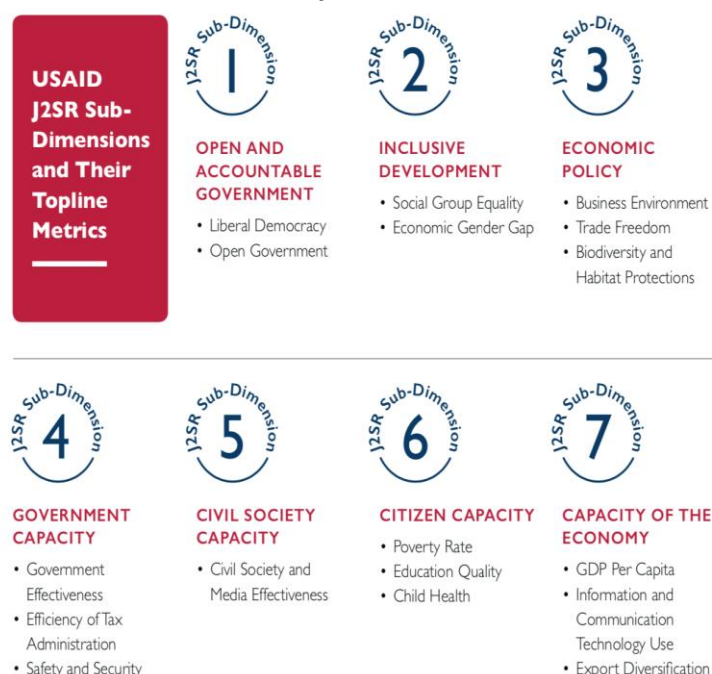 USAID
J2SR Sub-
Dimensions
and Their
Topline
Metrics
J2SR Sub-Dimension
1
OPEN AND
ACCOUNTABLE
GOVERNMENT
• Liberal Democracy
• Open Government
J2SR Sub-Dimension
2
INCLUSIVE
DEVELOPMENT
• Social Group Equality
• Economic Gender Gap
J2SR Sub-Dimension
3
ECONOMIC
POLICY
• Business Environment
• Trade Freedom
• Biodiversity and
Habitat Protections
J2SR Sub-Dimension
4
GOVERNMENT
CAPACITY
• Government
Effectiveness
• Efficiency of Tax
Administration
• Safety and Security
J2SR Sub-Dimension
5
CIVIL SOCIETY
CAPACITY
• Civil Society and
Media Effectiveness
J2SR Sub-Dimension
6
CITIZEN CAPACITY
• Poverty Rate
• Education Quality
• Child Health
J2SR Sub-Dimension
7
CAPACITY OF THE
ECONOMY
• GDP Per Capita
• Information and
Communication
Technology Use
• Export Diversification